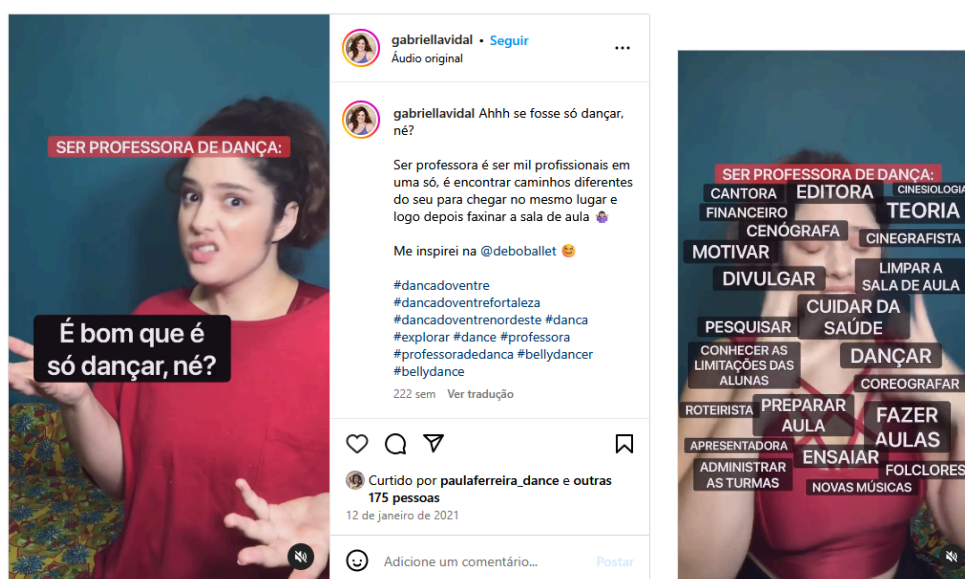 SER PROFESSORA DE DANÇA:
É bom que é
só dançar, né?
gabriellavidal • Seguir
Áudio original
gabriellavidal Ahhh se fosse só dançar,
né?
Ser professora é ser mil profissionais em
uma só, é encontrar caminhos diferentes
do seu para chegar no mesmo lugar e
logo depois faxinar a sala de aula 🤷🏽‍♀️
Me inspirei na @deboballet 😊
#dancadoventre
#dancadoventrefortaleza
#dancadoventrenordeste #danca
#explorar #dance #professora
#professoradedanca #bellydancer
#bellydance
222 sem Ver tradução
Curtido por paulaferreira_dance e outras
175 pessoas
12 de janeiro de 2021
Adicione um comentário...
Postar
SER PROFESSORA DE DANÇA:
CANTORA
EDITORA
CINESIOLOGIA
FINANCEIRO
TEORIA
CENÓGRAFA
CINEGRAFISTA
MOTIVAR
DIVULGAR
LIMPAR A
SALA DE AULA
CUIDAR DA
SAÚDE
PESQUISAR
CONHECER AS
LIMITAÇÕES DAS
ALUNAS
DANÇAR
COREOGRAFAR
ROTEIRISTA
PREPARAR
AULA
FAZER
AULAS
APRESENTADORA
ENSAIAR
ADMINISTRAR
AS TURMAS
FOLCLORES
NOVAS MÚSICAS